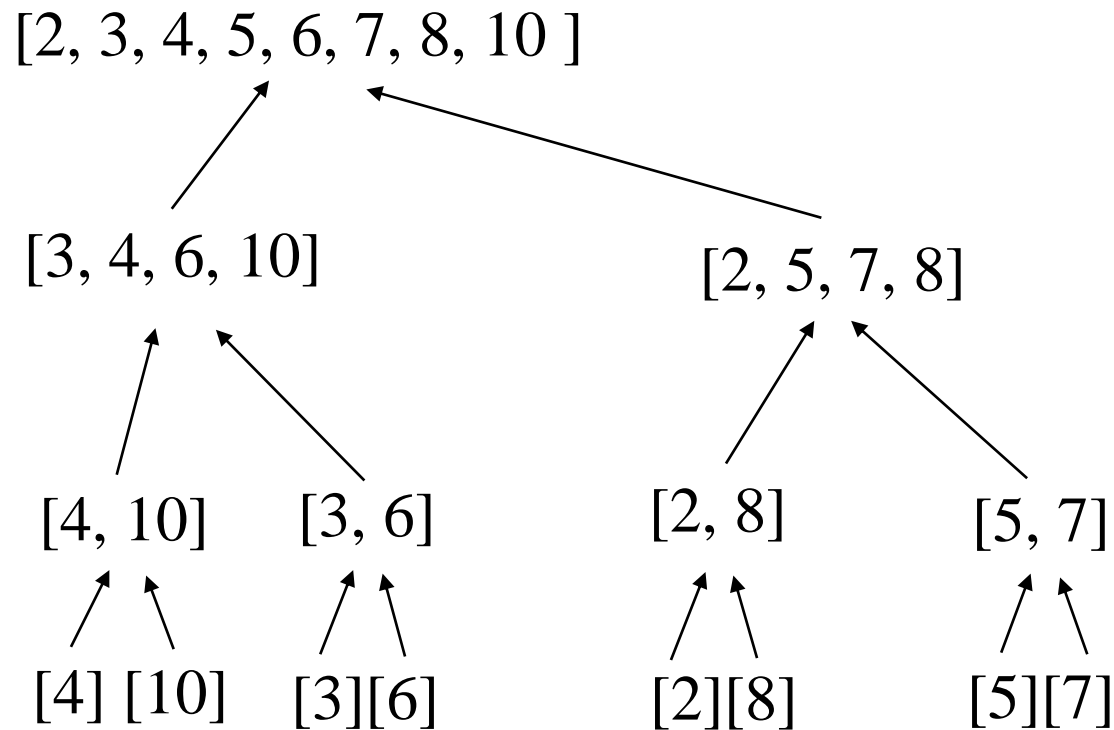 [2, 3, 4, 5, 6, 7, 8, 10 ]
[3, 4, 6, 10]
[2, 5, 7, 8]
[4, 10]
[3, 6]
[2, 8]
[5, 7]
[4] [10]
[3][6]
[2][8]
[5][7]